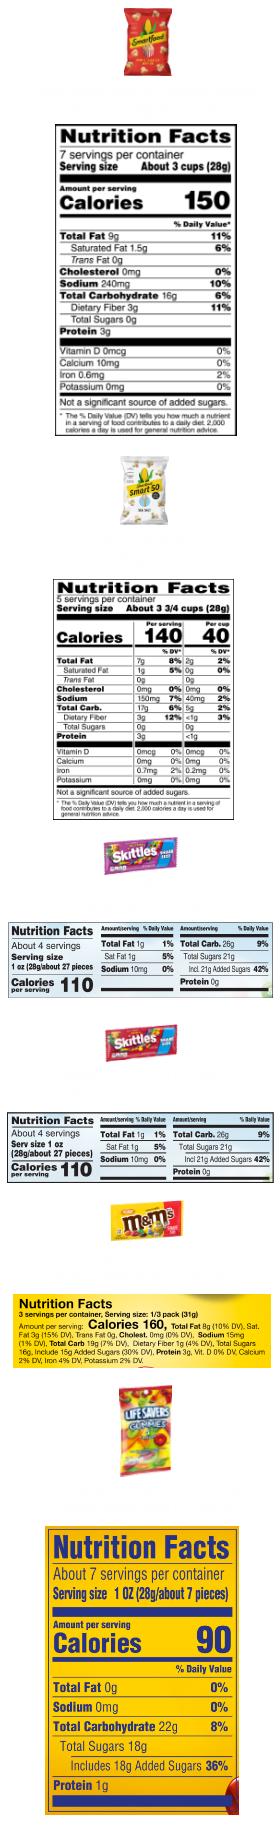 Smartfood
Nutrition Facts
7 servings per container
Serving size About 3 cups (28g)
Amount per serving
Calories 150
% Daily Value*
Total Fat 9g 11%
Saturated Fat 1.5g 6%
Trans Fat 0g
Cholesterol 0mg 0%
Sodium 240mg 10%
Total Carbohydrate 16g 6%
Dietary Fiber 3g 11%
Total Sugars 0g
Protein 3g
Vitamin D 0mcg 0%
Calcium 10mg 0%
Iron 0.6mg 2%
Potassium 0mg 0%
Not a significant source of added sugars.
* The % Daily Value (DV) tells you how much a nutrient
in a serving of food contributes to a daily diet. 2,000
calories a day is used for general nutrition advice.
Smart 50
SEA SALT
Nutrition Facts
5 servings per container
Serving size About 3 3/4 cups (28g)
Per serving Per cup
Calories 140 40
% DV* % DV*
Total Fat 7g 8% 2g 2%
Saturated Fat 1g 5% 0g 0%
Trans Fat 0g 0g
Cholesterol 0mg 0% 0mg 0%
Sodium 150mg 7% 40mg 2%
Total Carb. 17g 6% 5g 2%
Dietary Fiber 3g 12% <1g 3%
Total Sugars 0g 0g
Protein 3g <1g
Vitamin D 0mcg 0% 0mcg 0%
Calcium 0mg 0% 0mg 0%
Iron 0.7mg 2% 0.2mg 0%
Potassium 0mg 0% 0mg 0%
Not a significant source of added sugars.
* The % Daily Value (DV) tells you how much a nutrient in a serving of
food contributes to a daily diet. 2,000 calories a day is used for
general nutrition advice.
Skittles
SHARE
SIZE
Nutrition Facts
About 4 servings
Serving size
1 oz (28g/about 27 pieces
Calories 110
per serving
Amount/serving % Daily Value
Total Fat 1g 1%
Sat Fat 1g 5%
Sodium 10mg 0%
Amount/serving % Daily Value
Total Carb. 26g 9%
Total Sugars 21g
Incl. 21g Added Sugars 42%
Protein 0g
Skittles
SHARE
SIZE
Nutrition Facts
About 4 servings
Serv size 1 oz
(28g/about 27 pieces)
Calories 110
per serving
Amount/serving % Daily Value
Total Fat 1g 1%
Sat Fat 1g 5%
Sodium 10mg 0%
Amount/serving % Daily Value
Total Carb. 26g 9%
Total Sugars 21g
Incl 21g Added Sugars 42%
Protein 0g
m&m's
Nutrition Facts
3 servings per container, Serving size: 1/3 pack (31g)
Amount per serving: Calories 160, Total Fat 8g (10% DV), Sat.
Fat 3g (15% DV), Trans Fat 0g, Cholest. 0mg (0% DV), Sodium 15mg
(1% DV), Total Carb 19g (7% DV), Dietary Fiber 1g (4% DV), Total Sugars
16g, Include 15g Added Sugars (30% DV), Protein 3g, Vit. D 0% DV, Calcium
2% DV, Iron 4% DV, Potassium 2% DV.
LIFE SAVERS
GUMMIES
Nutrition Facts
About 7 servings per container
Serving size 1 OZ (28g/about 7 pieces)
Amount per serving
Calories 90
% Daily Value
Total Fat 0g 0%
Sodium 0mg 0%
Total Carbohydrate 22g 8%
Total Sugars 18g
Includes 18g Added Sugars 36%
Protein 1g